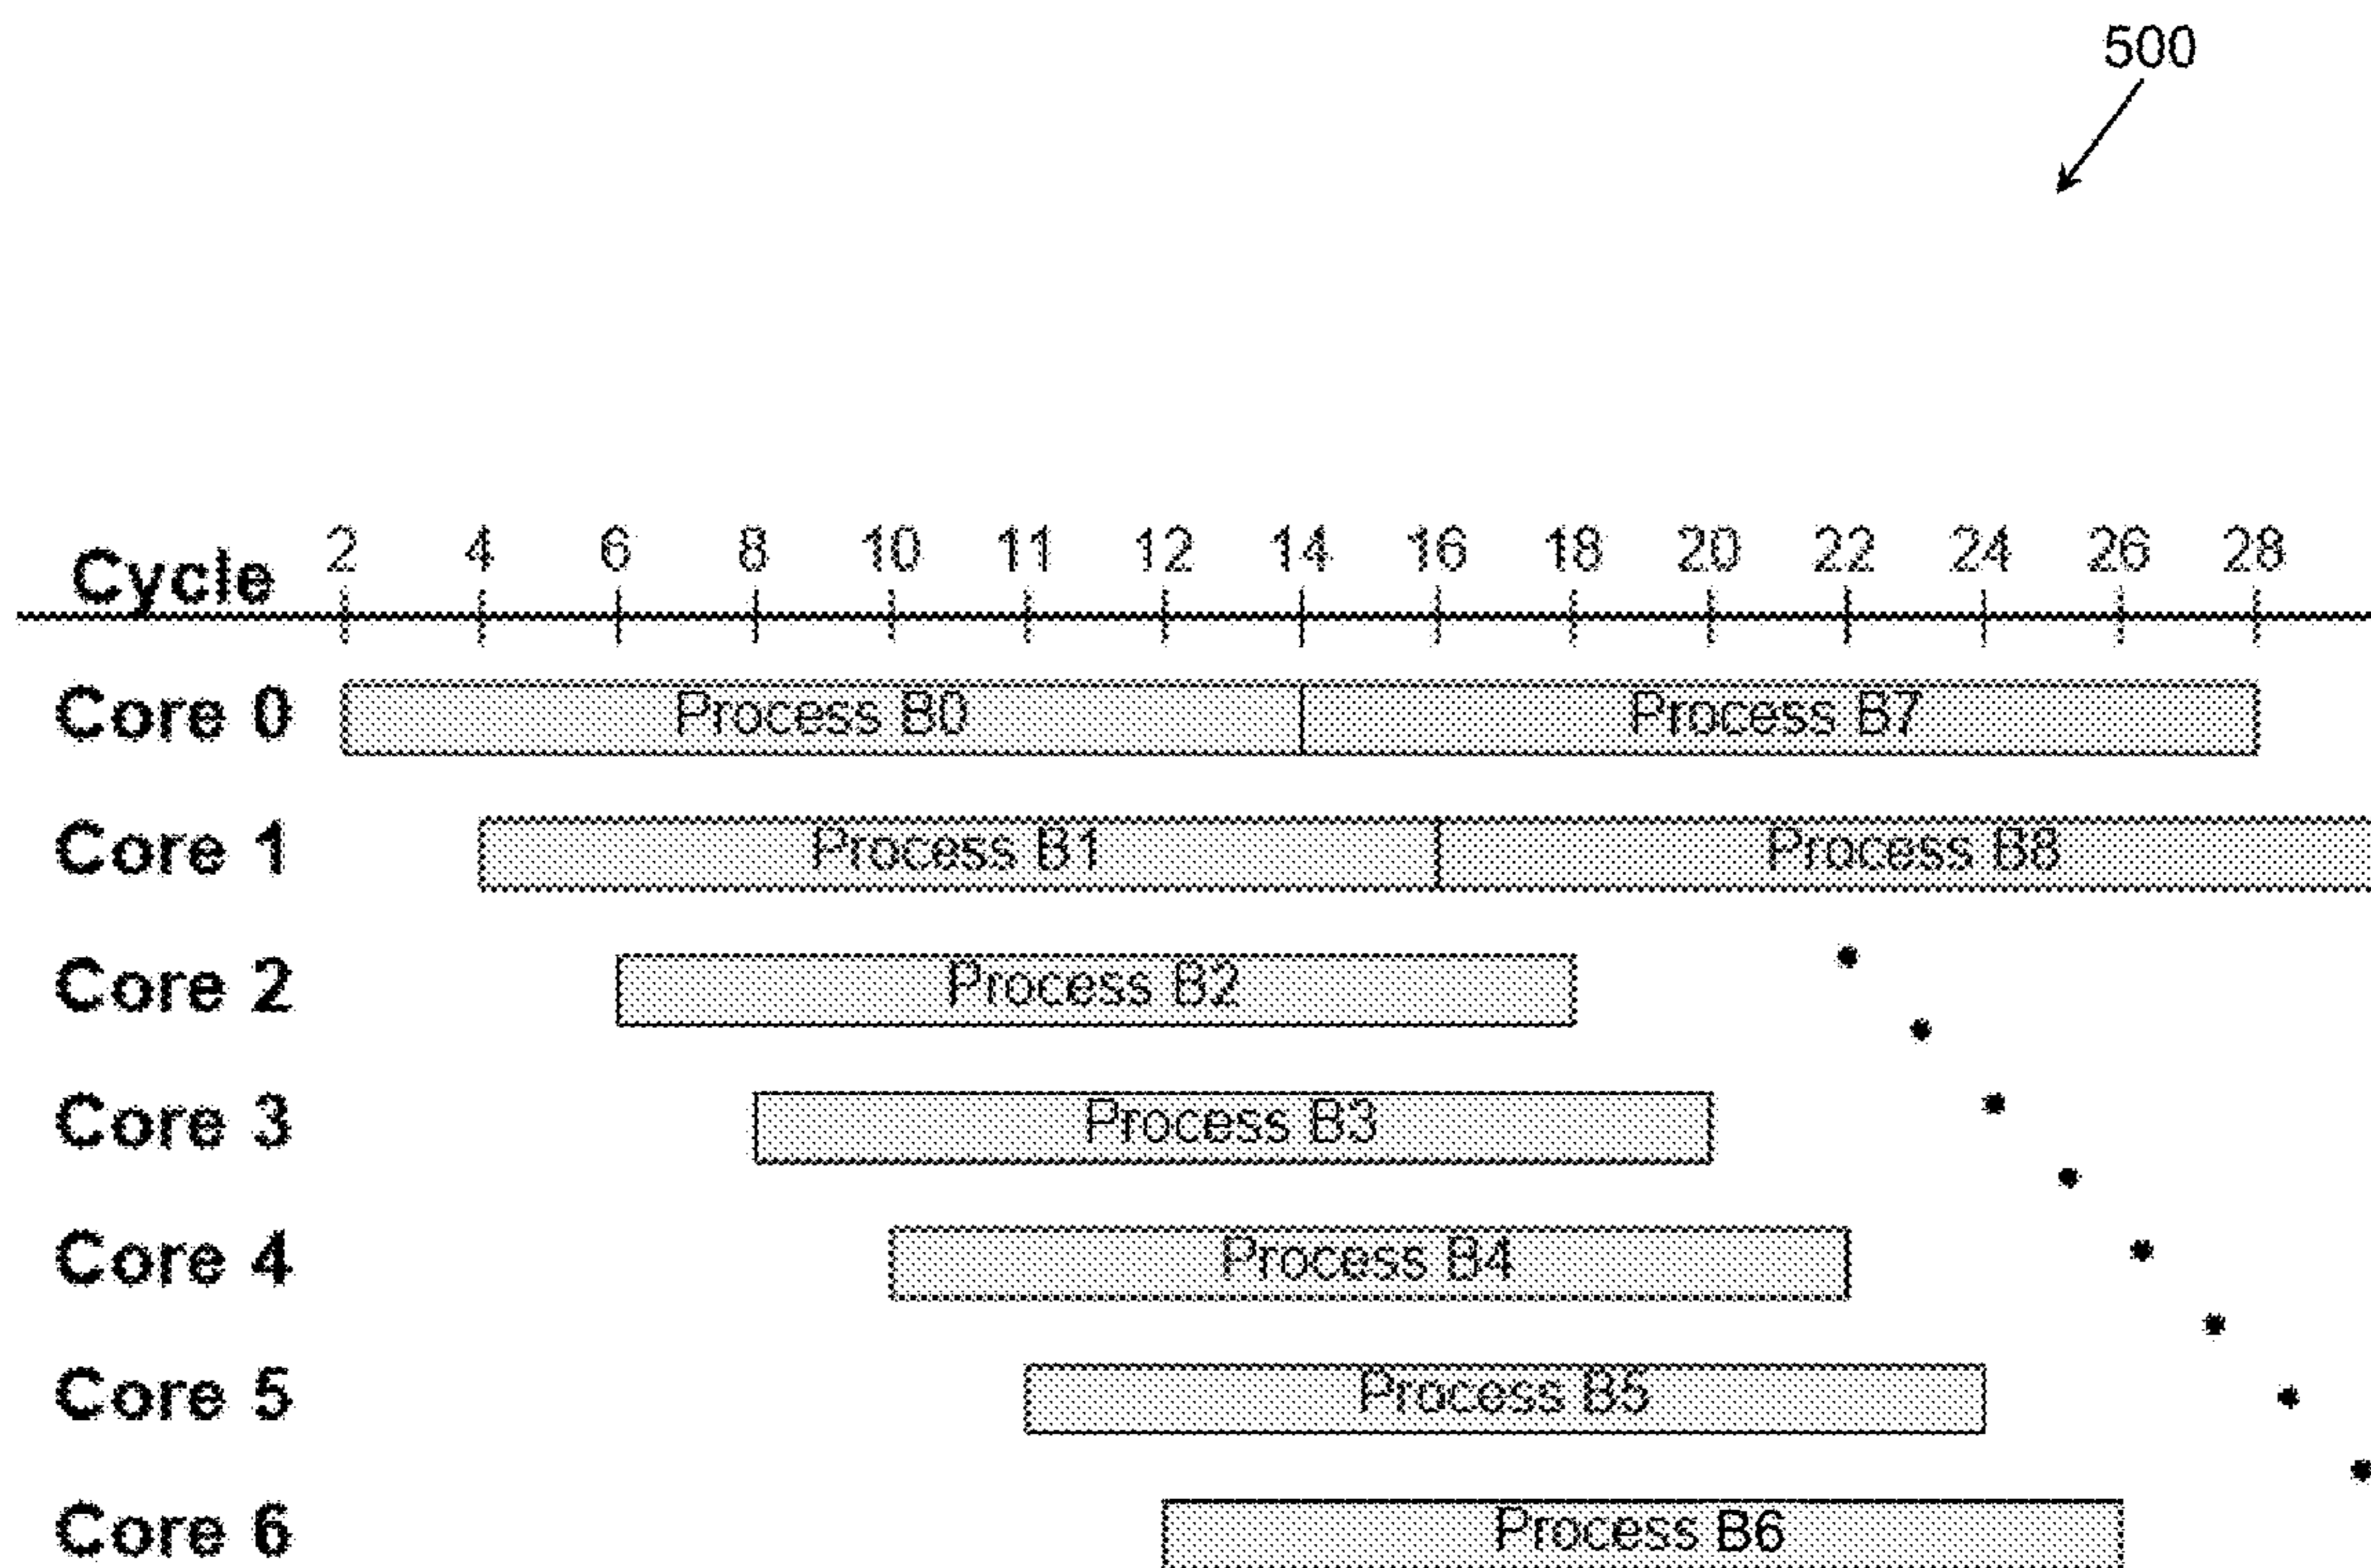 500
Cycle 2 4 6 8 10 11 12 14 16 18 20 22 24 26 28
Core 0 Process B0 Process B7
Core 1 Process B1 Process B8
Core 2 Process B2
Core 3 Process B3
Core 4 Process B4
Core 5 Process B5
Core 6 Process B6